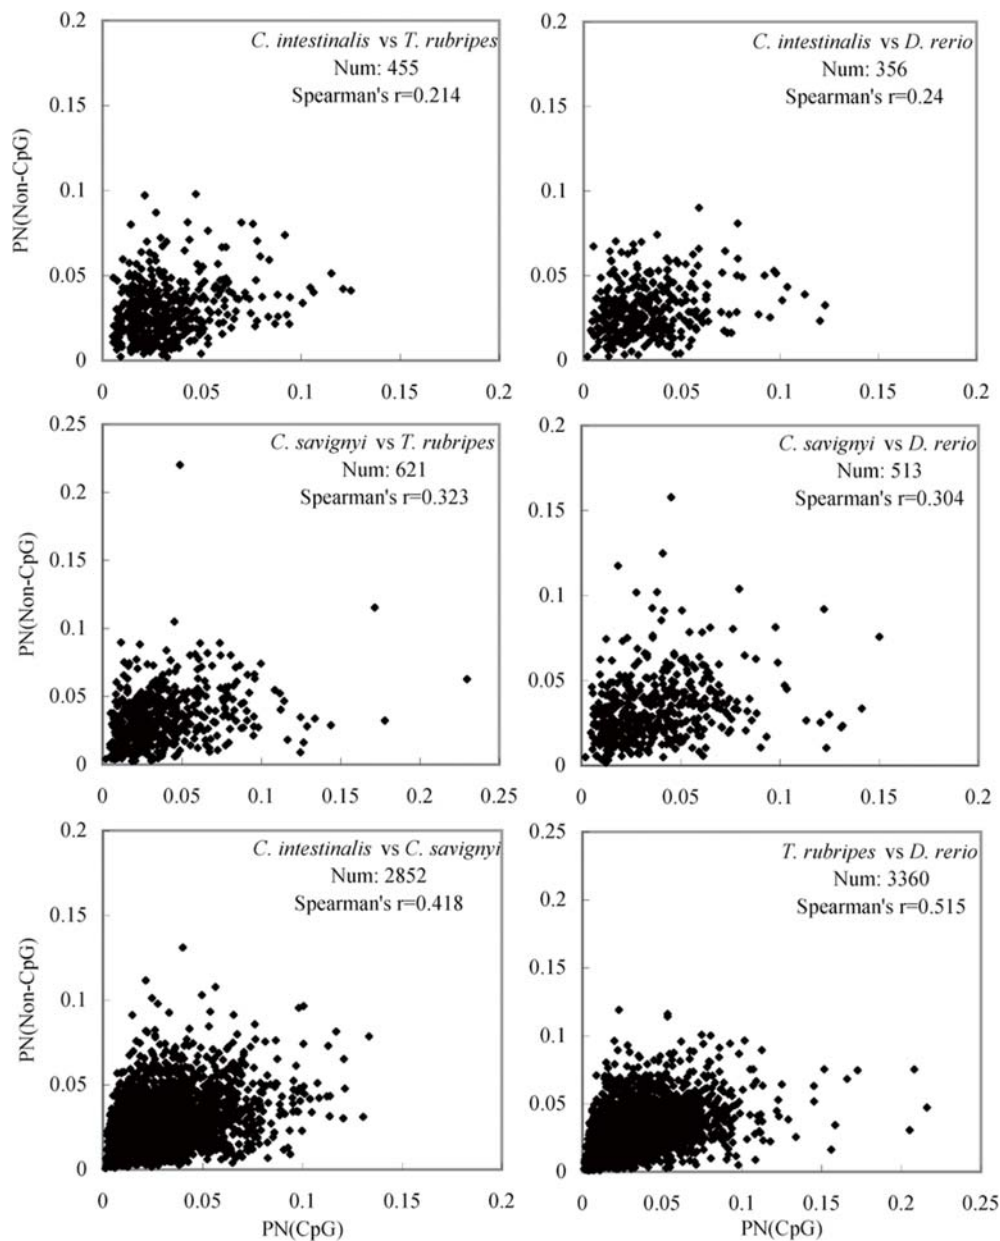 0.2
C. intestinalis vs T. rubripes
Num: 455
Spearman's r=0.214
0.15
0.1
0.05
0
PN(Non-CpG)
0 0.05 0.1 0.15 0.2
0.2
C. intestinalis vs D. rerio
Num: 356
Spearman's r=0.24
0.15
0.1
0.05
0
0 0.05 0.1 0.15 0.2
0.25
C. savignyi vs T. rubripes
Num: 621
Spearman's r=0.323
0.2
0.15
0.1
0.05
0
PN(Non-CpG)
0 0.05 0.1 0.15 0.2 0.25
0.2
C. savignyi vs D. rerio
Num: 513
Spearman's r=0.304
0.15
0.1
0.05
0
0 0.05 0.1 0.15 0.2
0.2
C. intestinalis vs C. savignyi
Num: 2852
Spearman's r=0.418
0.15
0.1
0.05
0
PN(Non-CpG)
0 0.05 0.1 0.15 0.2
PN(CpG)
0.25
T. rubripes vs D. rerio
Num: 3360
Spearman's r=0.515
0.2
0.15
0.1
0.05
0
0 0.05 0.1 0.15 0.2 0.25
PN(CpG)